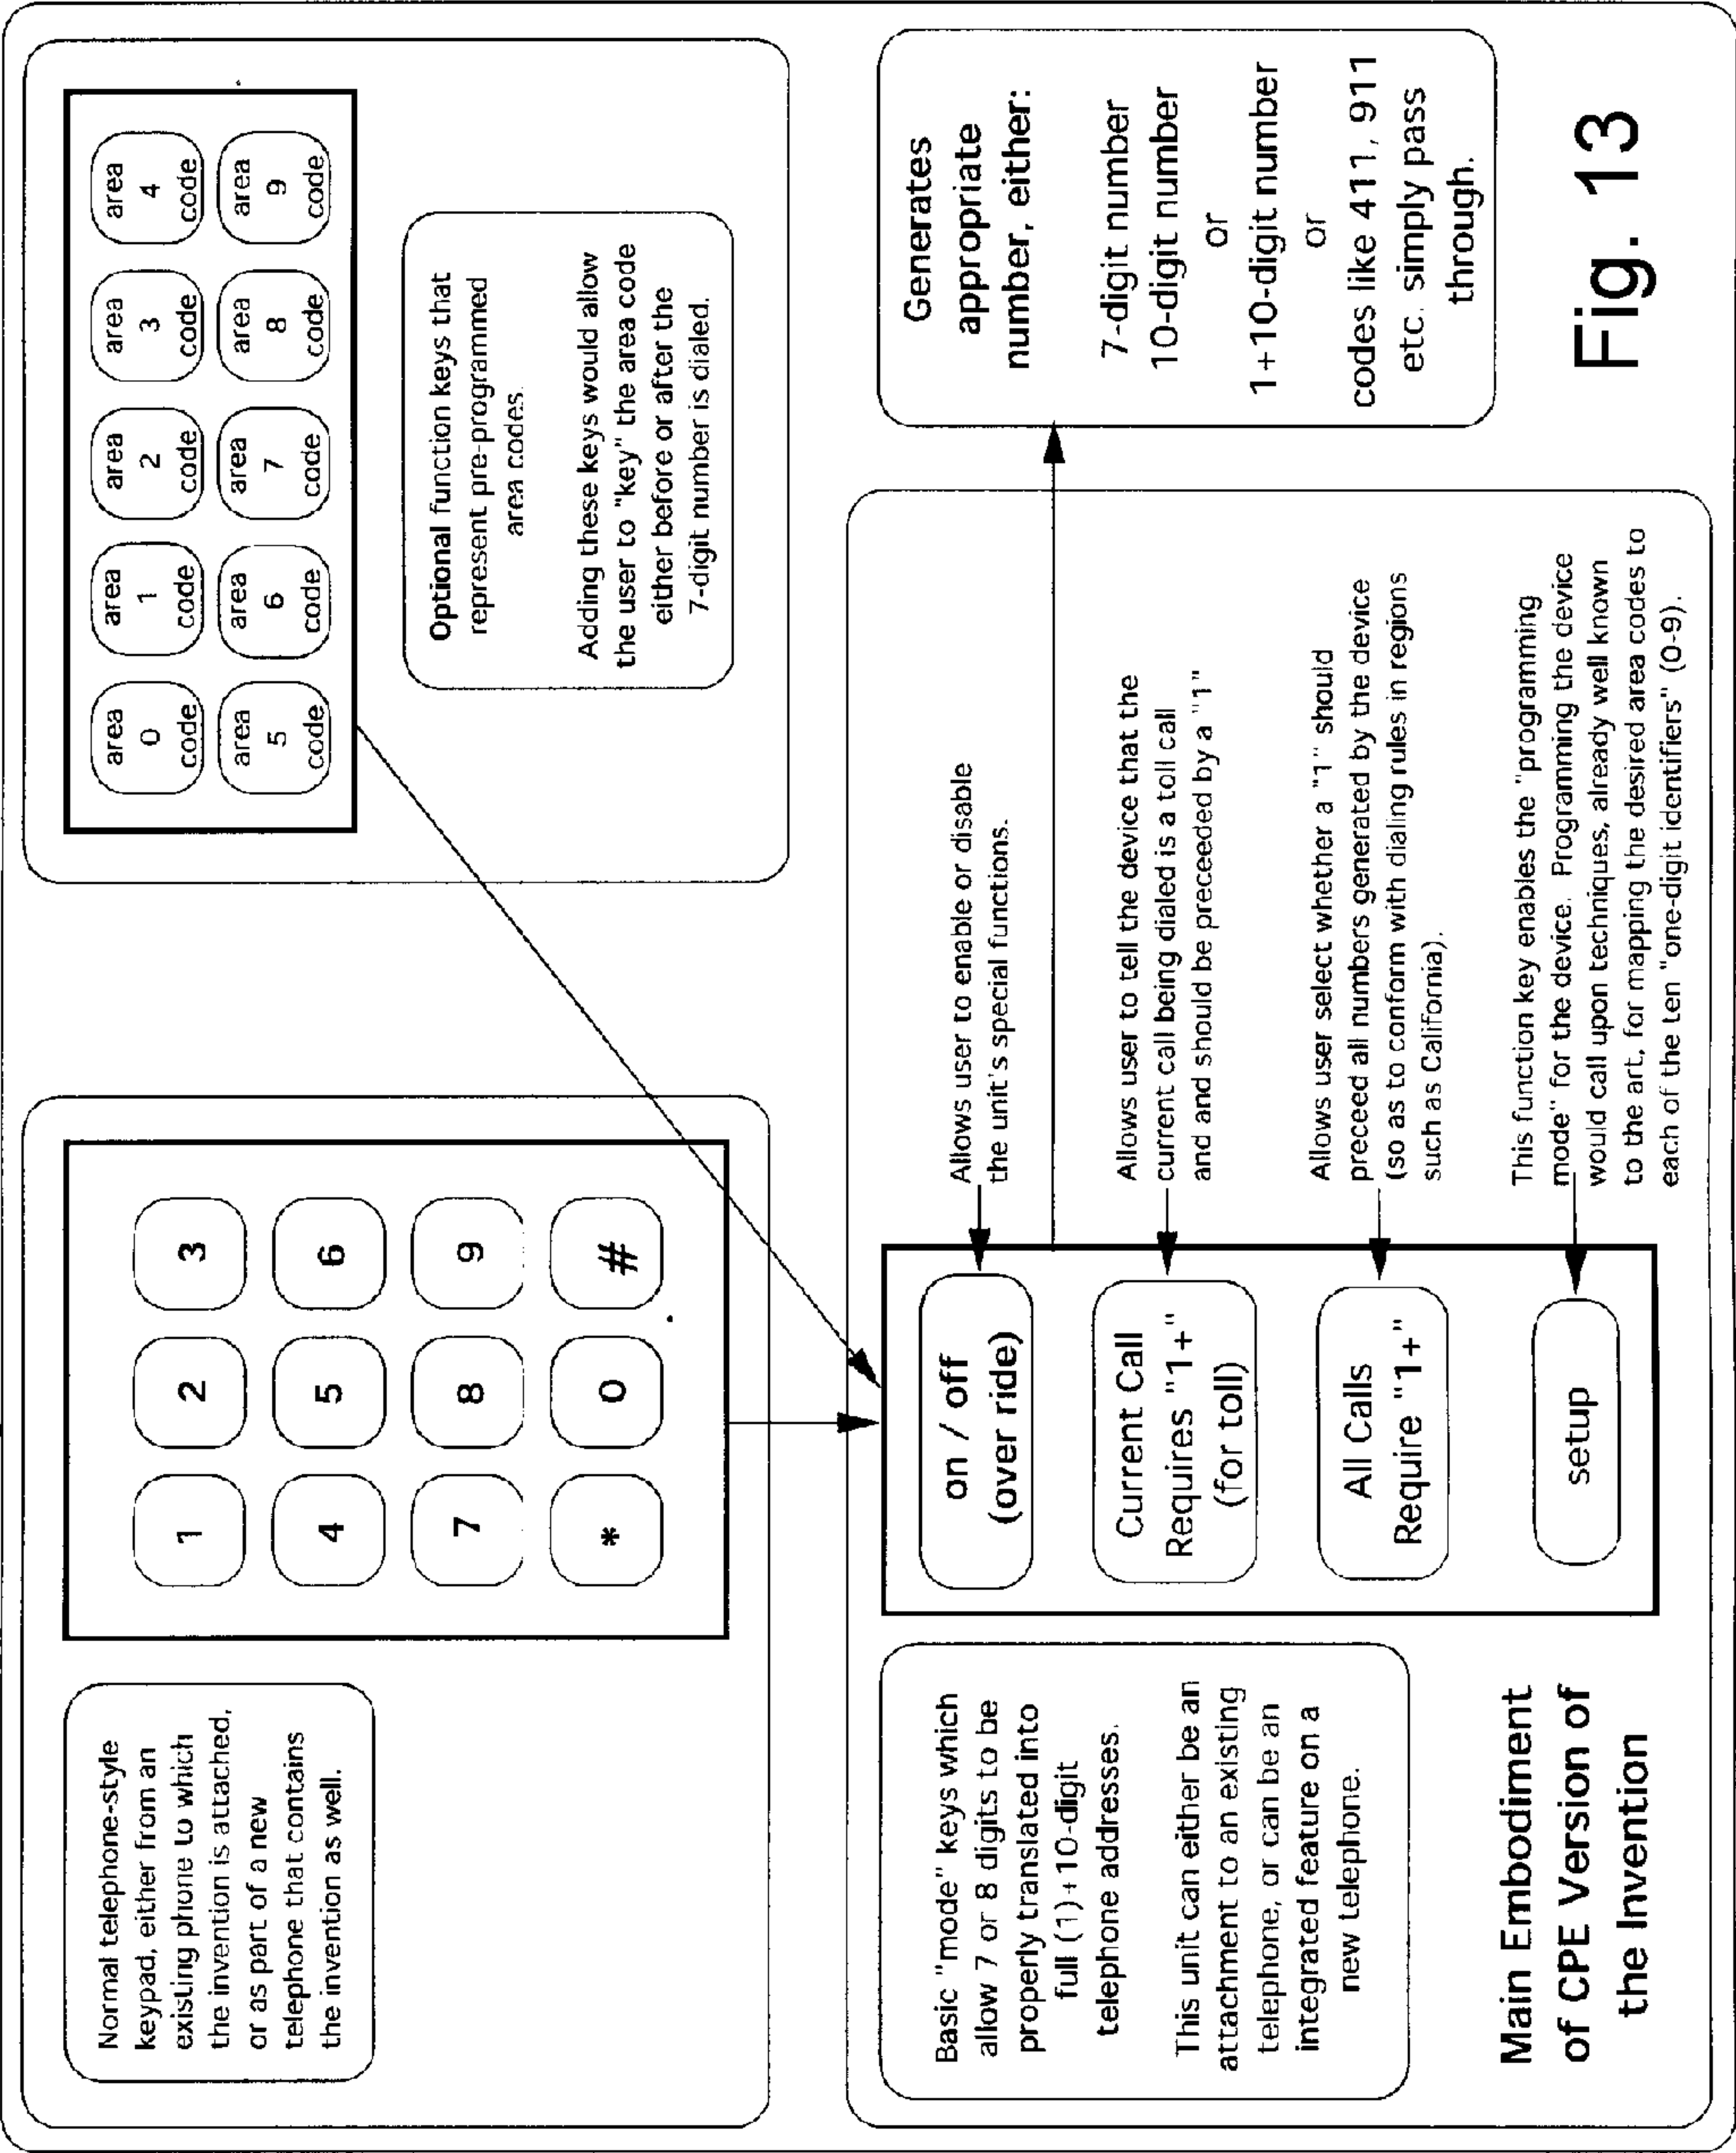 Normal telephone-style
keypad, either from an
existing phone to which
the invention is attached,
or as part of a new
telephone that contains
the invention as well.
1 2 3
4 5 6
7 8 9
* 0 #
area area area area area
0 1 2 3 4
code code code code code
area area area area area
5 6 7 8 9
code code code code code
Optional function keys that
represent pre-programmed
area codes.
Adding these keys would allow
the user to "key" the area code
either before or after the
7-digit number is dialed.
Basic "mode" keys which
allow 7 or 8 digits to be
properly translated into
full (1)+10-digit
telephone addresses.
This unit can either be an
attachment to an existing
telephone, or can be an
integrated feature on a
new telephone.
Main Embodiment
of CPE Version of
the Invention
on / off
(over ride)
Current Call
Requires "1+"
(for toll)
All Calls
Require "1+"
setup
Allows user to enable or disable
the unit's special functions.
Allows user to tell the device that the
current call being dialed is a toll call
and and should be preceeded by a "1"
Allows user select whether a "1" should
preceed all numbers generated by the device
(so as to conform with dialing rules in regions
such as California).
This function key enables the "programming
mode" for the device. Programming the device
would call upon techniques, already well known
to the art, for mapping the desired area codes to
each of the ten "one-digit identifiers" (0-9).
Generates
appropriate
number, either:
7-digit number
10-digit number
or
1+10-digit number
or
codes like 411, 911
etc. simply pass
through.
Fig. 13